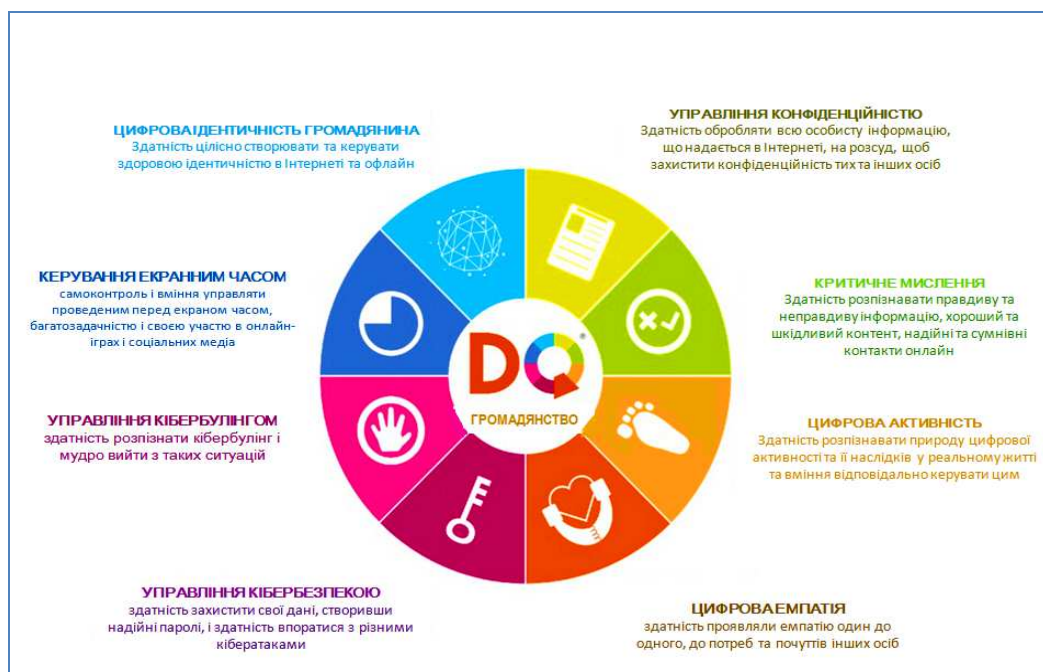 ЦИФРОВА ІДЕНТИЧНІСТЬ ГРОМАДЯНИНА
Здатність цілісно створювати та керувати
здоровою ідентичністю в Інтернеті та офлайн
УПРАВЛІННЯ КОНФІДЕНЦІЙНІСТЮ
Здатність обробляти всю особисту інформацію,
що надається в Інтернеті, на розсуд, щоб
захистити конфіденційність тих та інших осіб
КЕРУВАННЯ ЕКРАННИМ ЧАСОМ
самоконтроль і вміння управляти
проведеним перед екраном часом,
багатозадачністю і своєю участю в онлайн-
іграх і соціальних медіа
КРИТИЧНЕ МИСЛЕННЯ
Здатність розпізнавати правдиву та
неправдиву інформацію, хороший та
шкідливий контент, надійні та сумнівні
контакти онлайн
DQ®
ГРОМАДЯНСТВО
УПРАВЛІННЯ КІБЕРБУЛІНГОМ
здатність розпізнати кібербулінг і
мудро вийти з таких ситуацій
ЦИФРОВА АКТИВНІСТЬ
Здатність розпізнавати природу цифрової
активності та її наслідків у реальному житті
та вміння відповідально керувати цим
УПРАВЛІННЯ КІБЕРБЕЗПЕКОЮ
здатність захистити свої дані, створивши
надійні паролі, і здатність впоратися з різними
кібератаками
ЦИФРОВА ЕМПАТІЯ
здатність проявляли емпатію один до
одного, до потреб та почуттів інших осіб